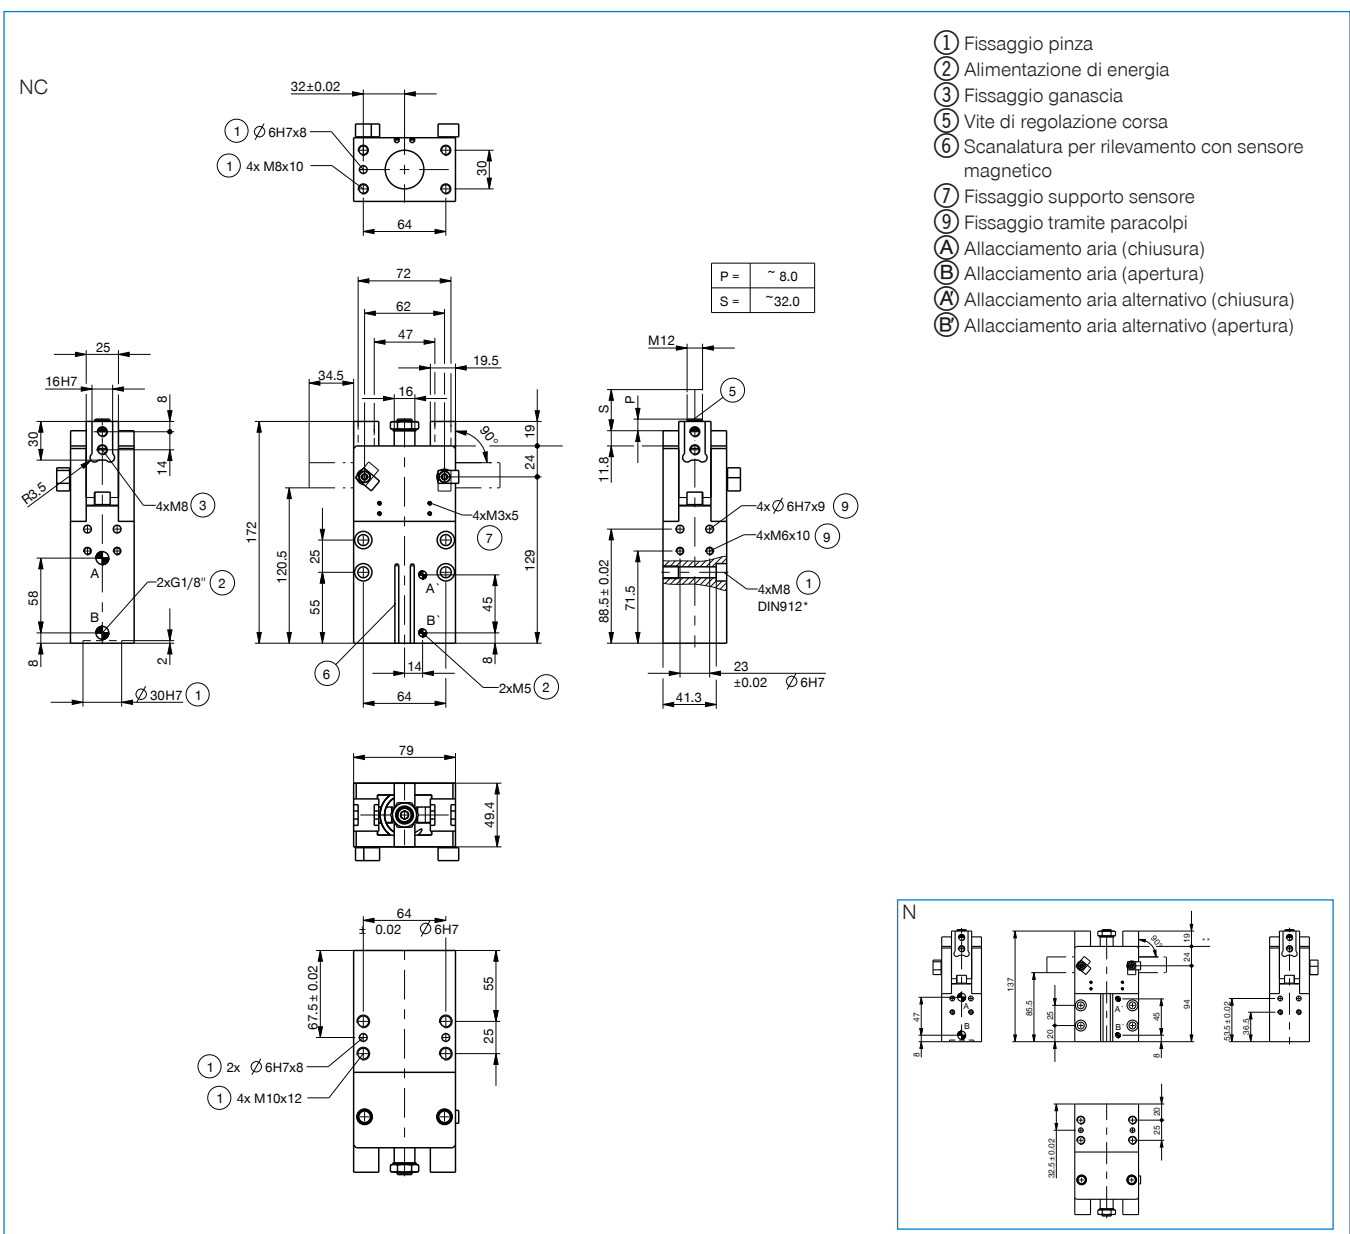 NC
32±0.02
1 Ø 6H7x8
1 4x M8x10
30
64
1 Fissaggio pinza
2 Alimentazione di energia
3 Fissaggio ganascia
5 Vite di regolazione corsa
6 Scanalatura per rilevamento con sensore
magnetico
7 Fissaggio supporto sensore
9 Fissaggio tramite paracolpi
A Allacciamento aria (chiusura)
B Allacciamento aria (apertura)
A' Allacciamento aria alternativo (chiusura)
B' Allacciamento aria alternativo (apertura)
P = ~ 8.0
S = ~32.0
25
16H7
8
30
14
R3.5
4xM8 3
A
2xG1/8" 2
B
58
8
2
Ø 30H7 1
72
62
47
19.5
34.5
16
19
90°
24
4xM3x5
7
172
120.5
25
55
129
A`
45
B`
8
6
14
2xM5 2
64
M12
S
P
5
11.8
4x Ø 6H7x9 9
4xM6x10 9
4xM8 1
DIN912*
88.5± 0.02
71.5
23
±0.02 Ø 6H7
41.3
79
49.4
64
± 0.02 Ø 6H7
67.5± 0.02
55
25
1 2x Ø 6H7x8
1 4x M10x12
N
47
8
A
B
137
85.5
25
20
90°
19
24
94
A`
B`
45
8
53.5±0.02
36.5
32.5±0.02
20
25